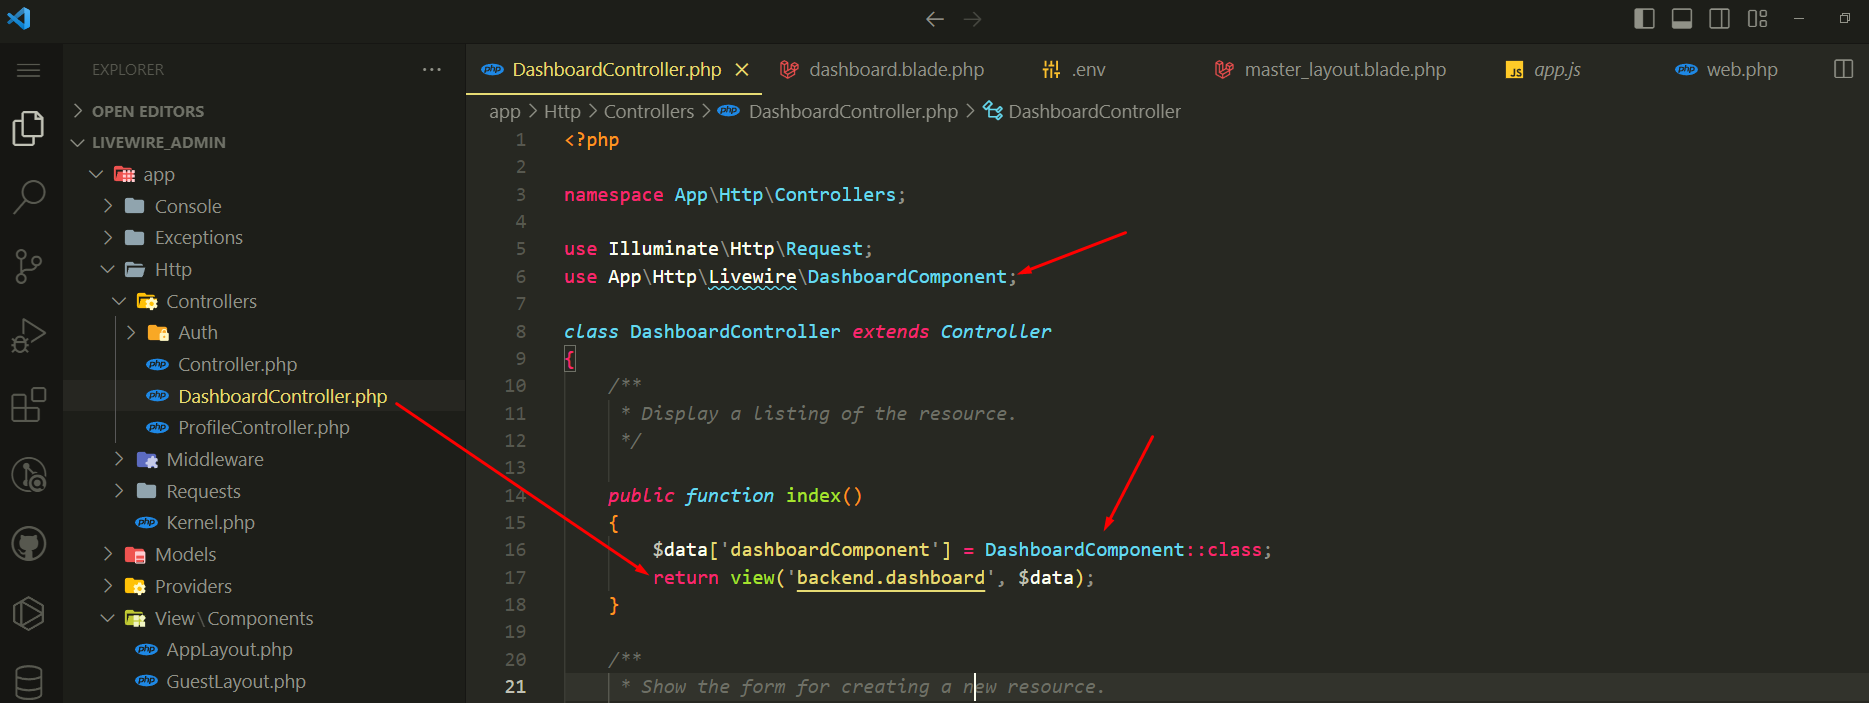 EXPLORER ···
OPEN EDITORS
LIVEWIRE_ADMIN
app
Console
Exceptions
Http
Controllers
Auth
Controller.php
DashboardController.php
ProfileController.php
Middleware
Requests
Kernel.php
Models
Providers
View\Components
AppLayout.php
GuestLayout.php
php DashboardController.php × dashboard.blade.php .env master_layout.blade.php JS app.js php web.php
app > Http > Controllers > php DashboardController.php > DashboardController
1 <?php
2
3 namespace App\Http\Controllers;
4
5 use Illuminate\Http\Request;
6 use App\Http\Livewire\DashboardComponent;
7
8 class DashboardController extends Controller
9 {
10 /**
11 * Display a listing of the resource.
12 */
13
14 public function index()
15 {
16 $data['dashboardComponent'] = DashboardComponent::class;
17 return view('backend.dashboard', $data);
18 }
19
20 /**
21 * Show the form for creating a new resource.